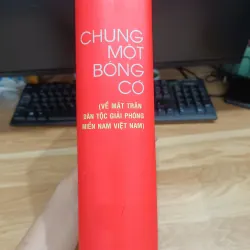 CHUNG
MỘT
BÓNG
CỜ
(VỀ MẶT TRẬN
DÂN TỘC GIẢI PHÓNG
MIỀN NAM VIỆT NAM)